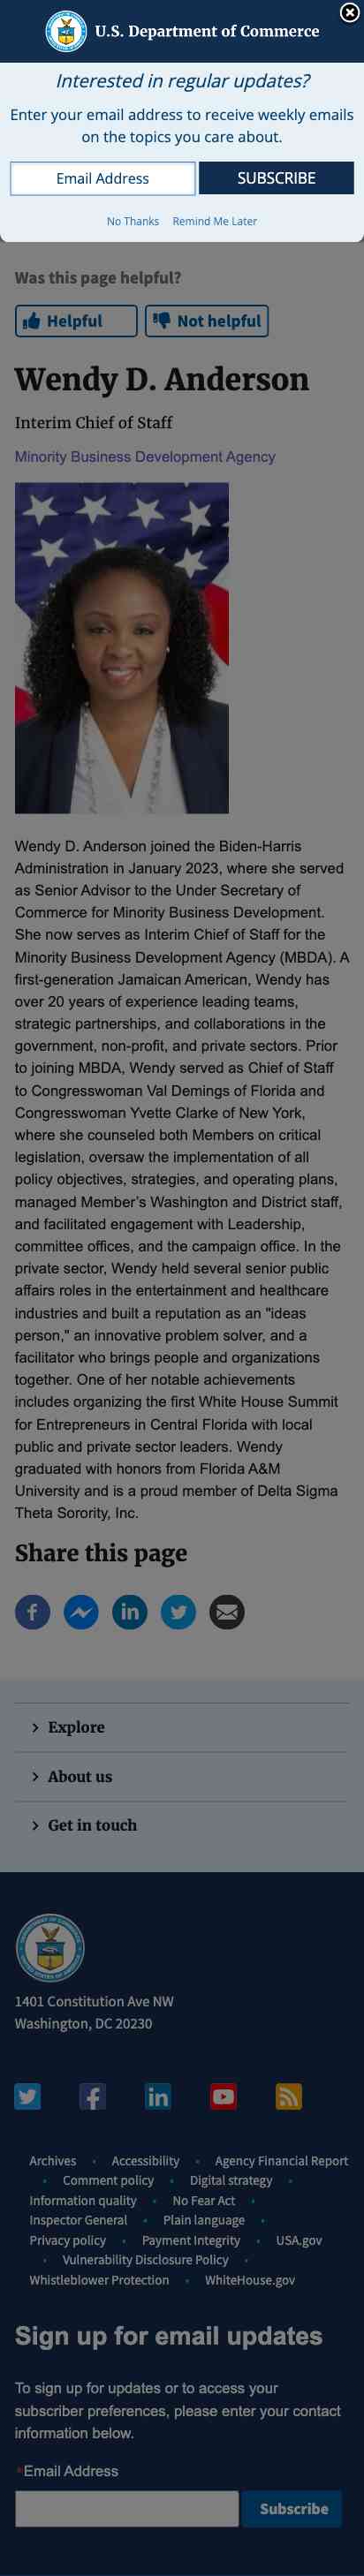 U.S. Department of Commerce
Interested in regular updates?
Enter your email address to receive weekly emails
on the topics you care about.
Email Address
SUBSCRIBE
No Thanks Remind Me Later
Was this page helpful?
Helpful Not helpful
Wendy D. Anderson
Interim Chief of Staff
Minority Business Development Agency
Wendy D. Anderson joined the Biden-Harris
Administration in January 2023, where she served
as Senior Advisor to the Under Secretary of
Commerce for Minority Business Development.
She now serves as Interim Chief of Staff for the
Minority Business Development Agency (MBDA). A
first-generation Jamaican American, Wendy has
over 20 years of experience leading teams,
strategic partnerships, and collaborations in the
government, non-profit, and private sectors. Prior
to joining MBDA, Wendy served as Chief of Staff
to Congresswoman Val Demings of Florida and
Congresswoman Yvette Clarke of New York,
where she counseled both Members on critical
legislation, oversaw the implementation of all
policy objectives, strategies, and operating plans,
managed Member’s Washington and District staff,
and facilitated engagement with Leadership,
committee offices, and the campaign office. In the
private sector, Wendy held several senior public
affairs roles in the entertainment and healthcare
industries and built a reputation as an "ideas
person," an innovative problem solver, and a
facilitator who brings people and organizations
together. One of her notable achievements
includes organizing the first White House Summit
for Entrepreneurs in Central Florida with local
public and private sector leaders. Wendy
graduated with honors from Florida A&M
University and is a proud member of Delta Sigma
Theta Sorority, Inc.
Share this page
Explore
About us
Get in touch
1401 Constitution Ave NW
Washington, DC 20230
Archives • Accessibility • Agency Financial Report
• Comment policy • Digital strategy •
Information quality • No Fear Act •
Inspector General • Plain language •
Privacy policy • Payment Integrity • USA.gov
• Vulnerability Disclosure Policy •
Whistleblower Protection • WhiteHouse.gov
Sign up for email updates
To sign up for updates or to access your
subscriber preferences, please enter your contact
information below.
*Email Address
Subscribe